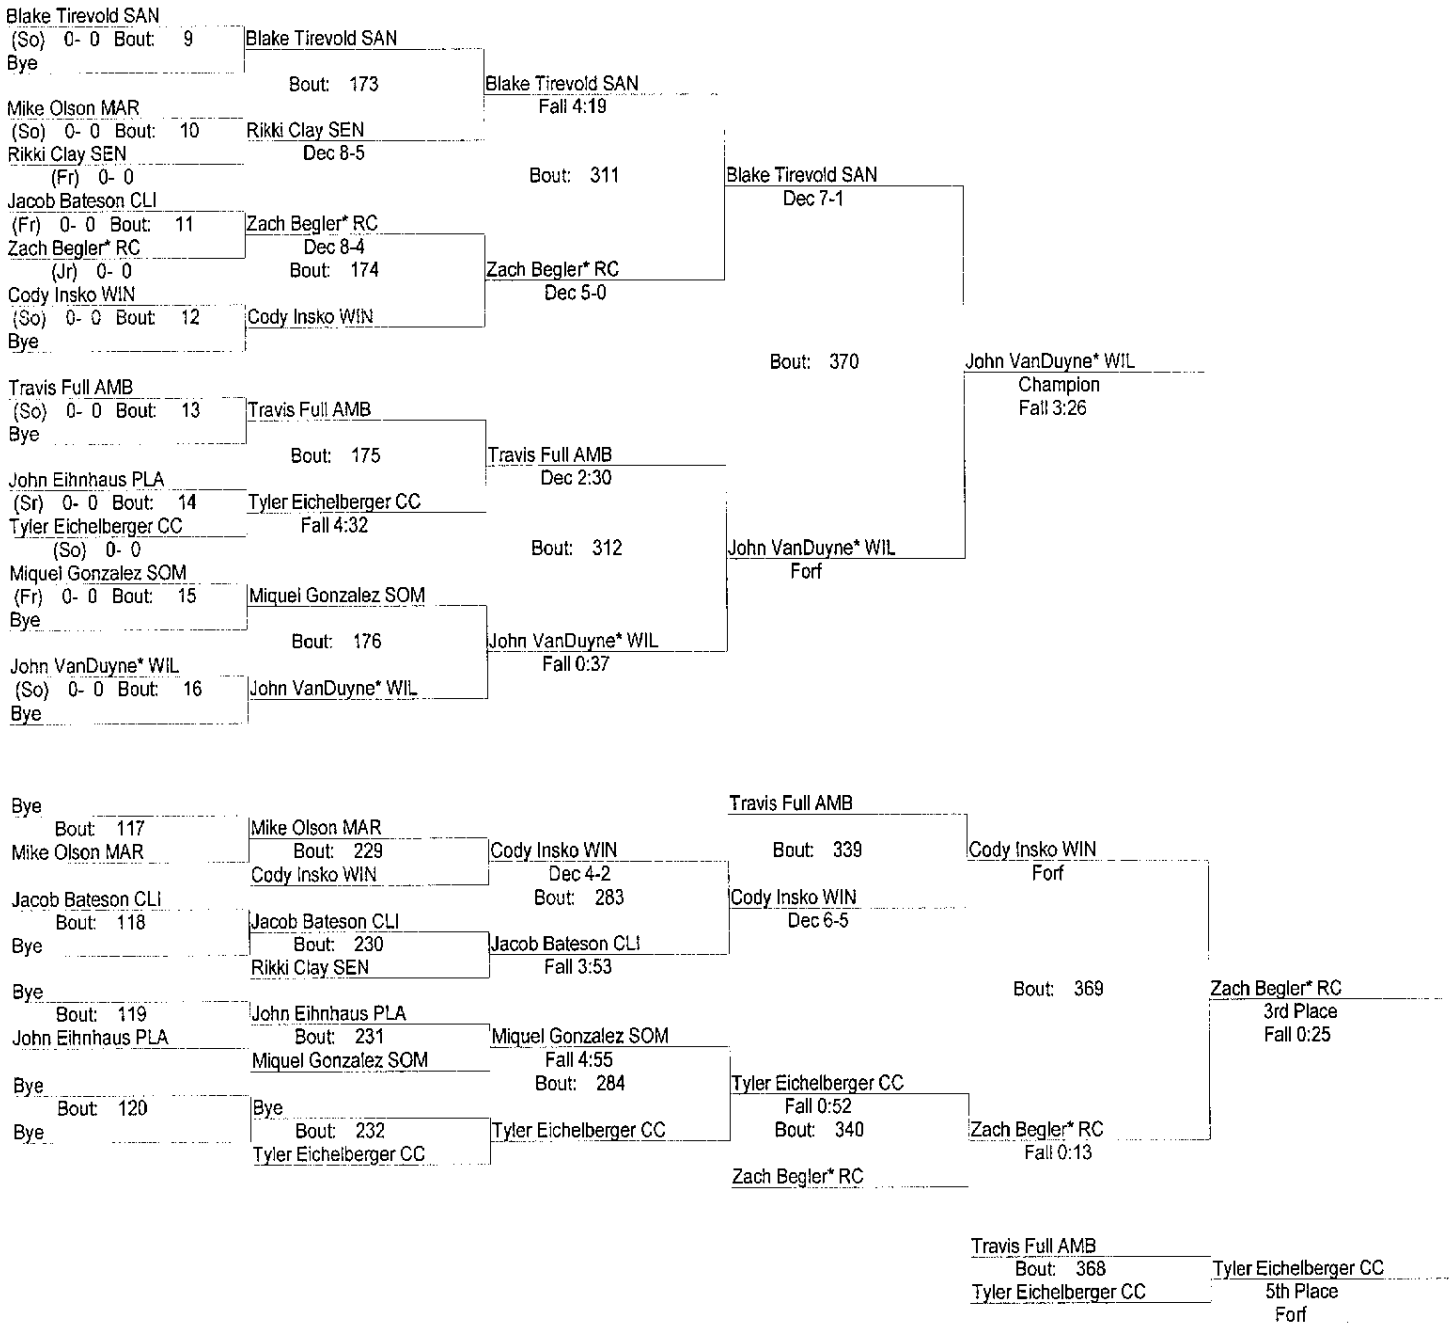 Blake Tirevold SAN
(So) 0- 0 Bout: 9
Bye
Blake Tirevold SAN
Bout: 173
Mike Olson MAR
(So) 0- 0 Bout: 10
Rikki Clay SEN
(Fr) 0- 0
Rikki Clay SEN
Dec 8-5
Blake Tirevold SAN
Fall 4:19
Bout: 311
Jacob Bateson CLI
(Fr) 0- 0 Bout: 11
Zach Begler* RC
(Jr) 0- 0
Zach Begler* RC
Dec 8-4
Bout: 174
Cody Insko WIN
(So) 0- 0 Bout: 12
Bye
Cody Insko WIN
Zach Begler* RC
Dec 5-0
Blake Tirevold SAN
Dec 7-1
Bout: 370
Travis Full AMB
(So) 0- 0 Bout: 13
Bye
Travis Full AMB
Bout: 175
John Eihnhaus PLA
(Sr) 0- 0 Bout: 14
Tyler Eichelberger CC
(So) 0- 0
Tyler Eichelberger CC
Fall 4:32
Travis Full AMB
Dec 2:30
Bout: 312
Miquel Gonzalez SOM
(Fr) 0- 0 Bout: 15
Bye
Miquel Gonzalez SOM
Bout: 176
John VanDuyne* WIL
(So) 0- 0 Bout: 16
Bye
John VanDuyne* WIL
John VanDuyne* WIL
Fall 0:37
John VanDuyne* WIL
Forf
John VanDuyne* WIL
Champion
Fall 3:26
Bye
Bout: 117
Mike Olson MAR
Mike Olson MAR
Bout: 229
Cody Insko WIN
Cody Insko WIN
Dec 4-2
Bout: 283
Jacob Bateson CLI
Bout: 118
Bye
Jacob Bateson CLI
Bout: 230
Rikki Clay SEN
Jacob Bateson CLI
Fall 3:53
Travis Full AMB
Bout: 339
Cody Insko WIN
Dec 6-5
Cody Insko WIN
Forf
Bout: 369
Bye
Bout: 119
John Eihnhaus PLA
John Eihnhaus PLA
Bout: 231
Miquel Gonzalez SOM
Miquel Gonzalez SOM
Fall 4:55
Bout: 284
Bye
Bout: 120
Bye
Bye
Bout: 232
Tyler Eichelberger CC
Tyler Eichelberger CC
Tyler Eichelberger CC
Fall 0:52
Bout: 340
Zach Begler* RC
Zach Begler* RC
Fall 0:13
Zach Begler* RC
3rd Place
Fall 0:25
Travis Full AMB
Bout: 368
Tyler Eichelberger CC
Tyler Eichelberger CC
5th Place
Forf